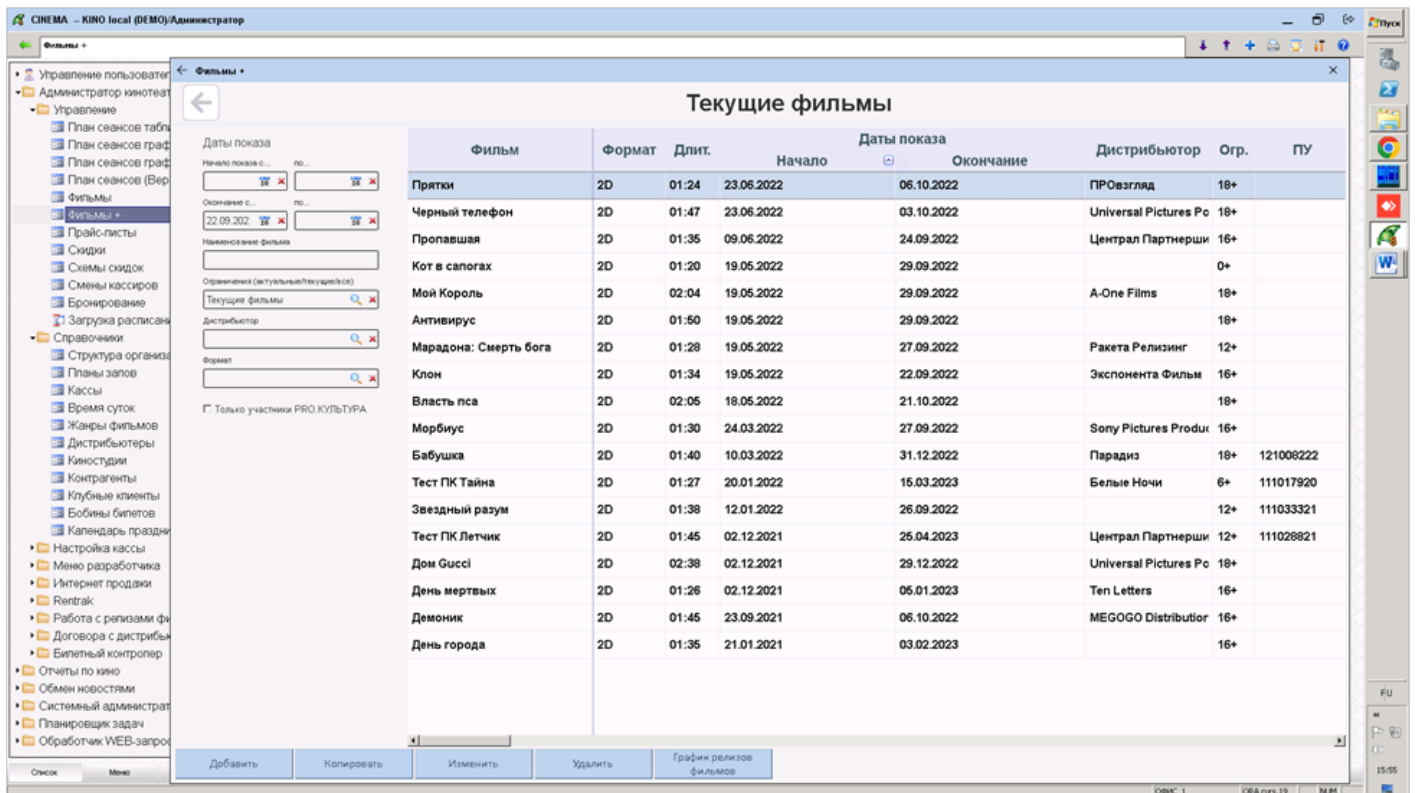 CINEMA – KINO local (DEMO)/Администратор
Пуск
Фильмы +
Управление пользовател
Администратор кинотеат
Управление
План сеансов табл
План сеансов граф
План сеансов граф
План сеансов (Вер
Фильмы
Фильмы +
Прайс-листы
Скидки
Схемы скидок
Смены кассиров
Бронирование
Загрузка расписан
Справочники
Структура организа
Планы залов
Кассы
Время суток
Жанры фильмов
Дистрибьютеры
Киностудии
Контрагенты
Клубные клиенты
Бобины билетов
Календарь праздни
Настройка кассы
Меню разработчика
Интернет продажи
Rentrak
Работа с релизами фи
Договора с дистрибь
Билетный контролер
Отчеты по кино
Обмен новостями
Системный администрат
Планировщик задач
Обработчик WEB-запрос
Список Меню
Фильмы +
Текущие фильмы
Даты показа
Начало показа с... по...
Окончание с... по...
22.09.202
Наименование фильма
Ограничения (актуальные/текущие/все)
Текущие фильмы
Дистрибьютор
Формат
Только участники PRO.КУЛЬТУРА
Фильм Формат Длит. Даты показа Дистрибьютор Огр. ПУ
Начало Окончание
Прятки 2D 01:24 23.06.2022 06.10.2022 ПРОвзгляд 18+
Черный телефон 2D 01:47 23.06.2022 03.10.2022 Universal Pictures Po 18+
Пропавшая 2D 01:35 09.06.2022 24.09.2022 Централ Партнерши 16+
Кот в сапогах 2D 01:20 19.05.2022 29.09.2022 0+
Мой Король 2D 02:04 19.05.2022 29.09.2022 A-One Films 18+
Антивирус 2D 01:50 19.05.2022 29.09.2022 18+
Марадона: Смерть бога 2D 01:28 19.05.2022 27.09.2022 Ракета Релизинг 12+
Клон 2D 01:34 19.05.2022 22.09.2022 Экспонента Фильм 16+
Власть пса 2D 02:05 18.05.2022 21.10.2022 18+
Морбиус 2D 01:30 24.03.2022 27.09.2022 Sony Pictures Produc 16+
Бабушка 2D 01:40 10.03.2022 31.12.2022 Парадиз 18+ 121008222
Тест ПК Тайна 2D 01:27 20.01.2022 15.03.2023 Белые Ночи 6+ 111017920
Звездный разум 2D 01:38 12.01.2022 26.09.2022 12+ 111033321
Тест ПК Летчик 2D 01:45 02.12.2021 25.04.2023 Централ Партнерши 12+ 111028821
Дом Gucci 2D 02:38 02.12.2021 29.12.2022 Universal Pictures Po 18+
День мертвых 2D 01:26 02.12.2021 05.01.2023 Ten Letters 16+
Демоник 2D 01:45 23.09.2021 06.10.2022 MEGOGO Distribution 16+
День города 2D 01:35 21.01.2021 03.02.2023 16+
Добавить Копировать Изменить Удалить График релизов
фильмов
FU
15:55
ОФИС 1 NUM